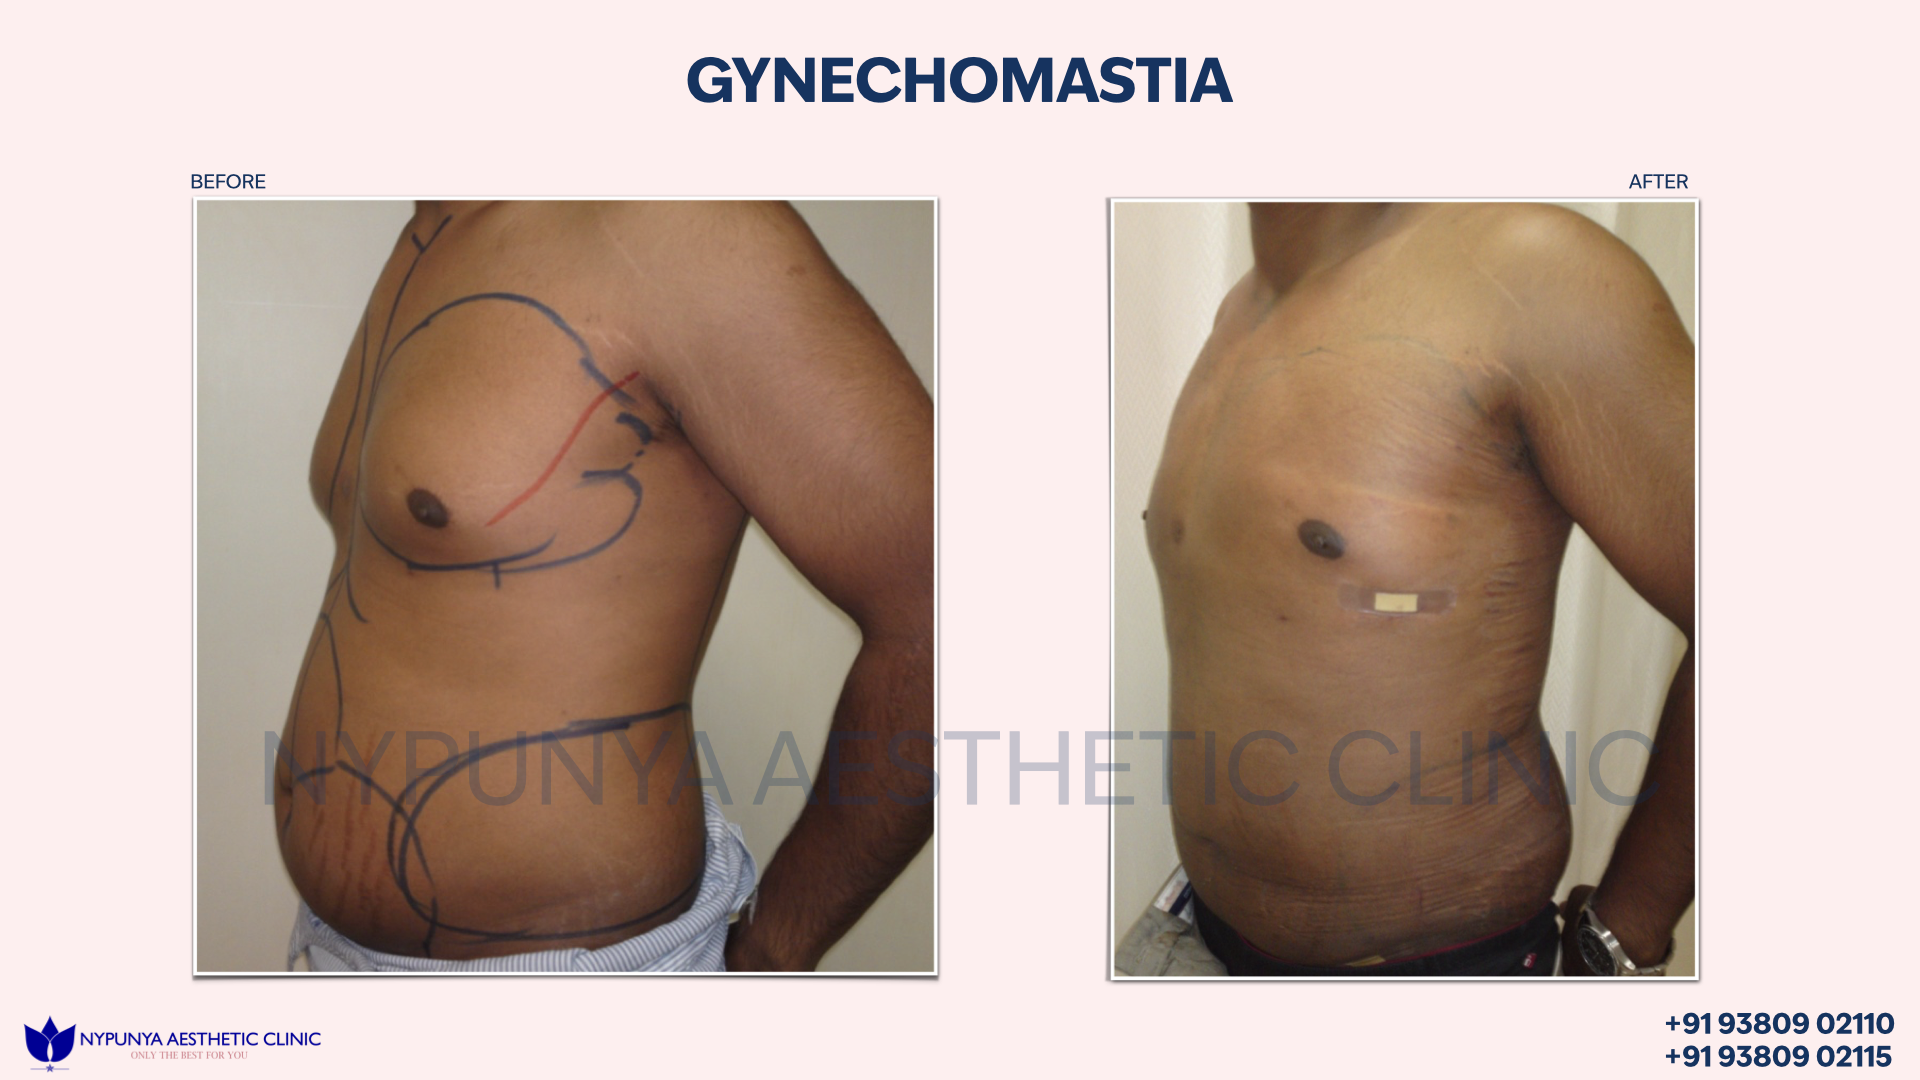 GYNECHOMASTIA
BEFORE
AFTER
NYPUNYA AESTHETIC CLINIC
NYPUNYA AESTHETIC CLINIC
ONLY THE BEST FOR YOU
+91 93809 02110
+91 93809 02115